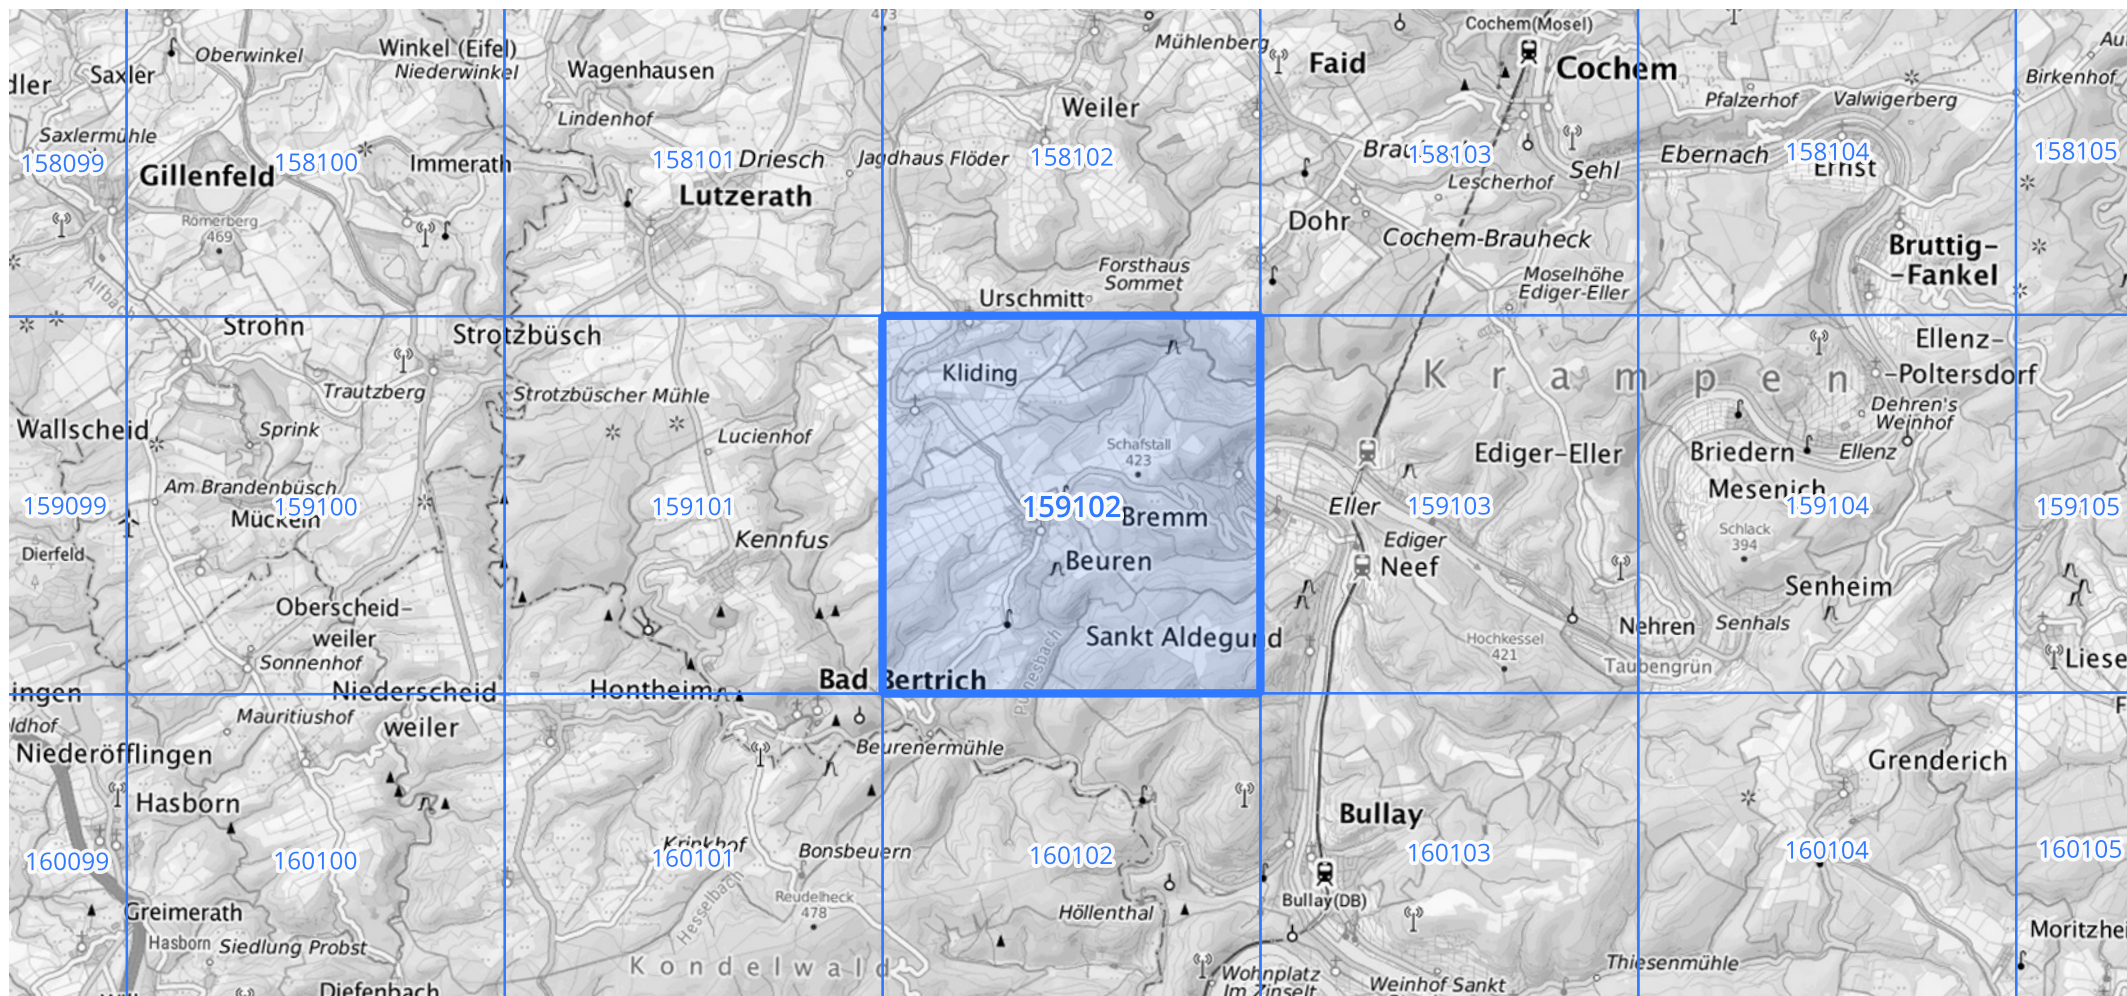 Cochem(Mosel)
Oberwinkel
Winkel (Eifel)
Niederwinkel
Saxler
Wagenhausen
Mühlenberg
Faid
Cochem
Birkenhof
Lindenhof
Weiler
Pfalzerhof
Valwigerberg
Saxlermühle
158099
158100
Immerath
158101
Driesch
Jagdhaus Flöder
158102
158103
Ebernach
158104
158105
Gillenfeld
Lutzerath
Lescherhof
Sehl
Ernst
Römerberg
469
Dohr
Cochem-Brauheck
Bruttig-
-Fankel
Alfbach
Forsthaus
Sommet
Moselhöhe
Ediger-Eller
Urschmitt
Strohn
Strotzbüsch
Ellenz-
-Poltersdorf
Kliding
Krampen
Trautzberg
Strotzbüscher Mühle
Dehren's
Weinhof
Wallscheid
Sprink
Lucienhof
Schafstall
423
Ediger-Eller
Briedern
Ellenz
Am Brandenbüsch
Mesenich
159099
159100
159101
159102
Eller
159103
159104
159105
Mückeln
Bremm
Schlack
394
Dierfeld
Kennfus
Beuren
Ediger
Neef
Senheim
Oberscheid-
weiler
Sankt Aldegund
Nehren
Senhals
Hochkessel
421
Sonnenhof
Taubengrün
Niederscheid
weiler
Hontheim
Bad Bertrich
Mauritiushof
Niederöfflingen
Beurenermühle
Grenderich
Hasborn
Bullay
160099
160100
Krinkhof
160101
Bonsbeuern
160102
160103
160104
160105
Hesselbach
Reudelheck
478
Bullay(DB)
Greimerath
Höllenthal
Hasborn
Siedlung Probst
Kondelwald
Wohnplatz
Im Zinselt
Weinhof Sankt
Thiesenmühle
Diefenbach